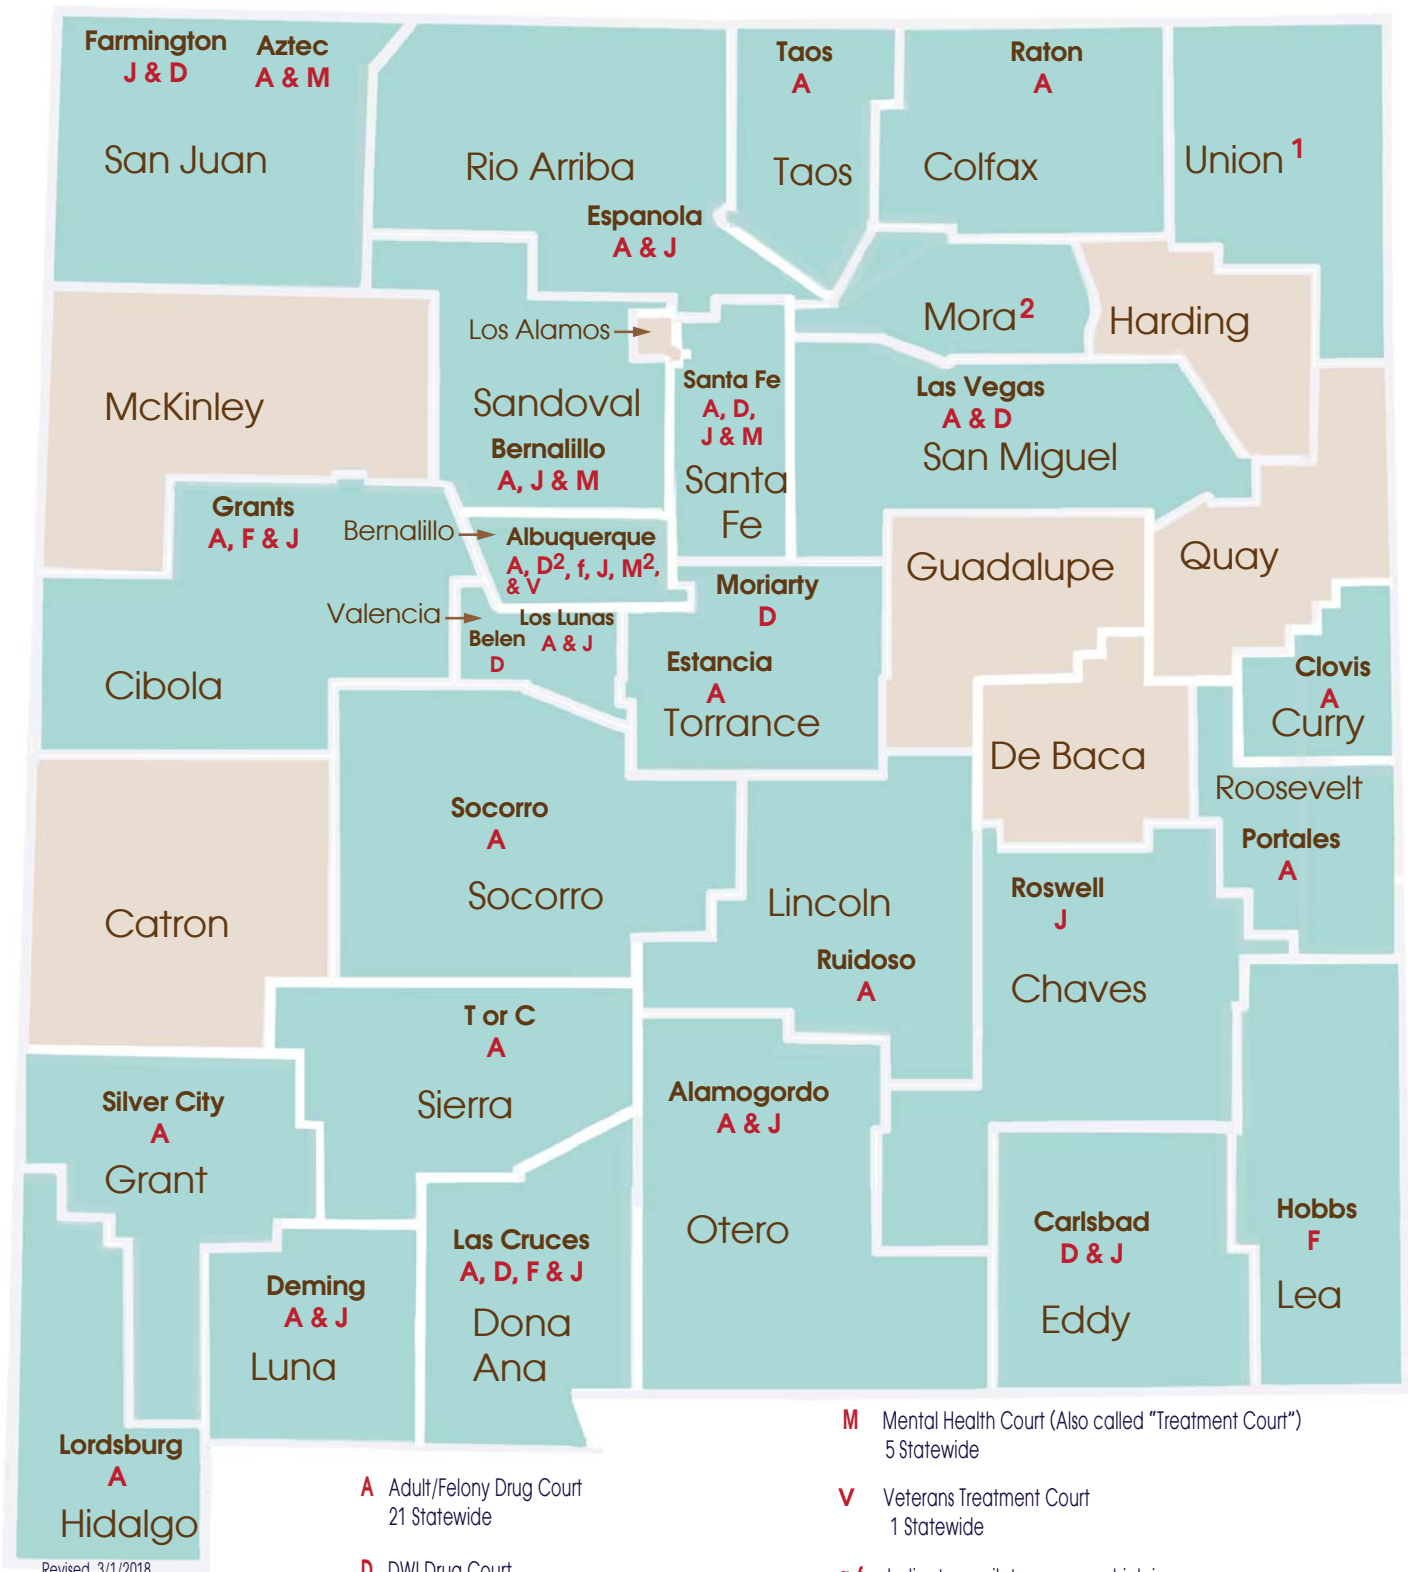 Farmington
J & D
Aztec
A & M
San Juan
Rio Arriba
Espanola
A & J
Taos
A
Taos
Raton
A
Colfax
Union 1
Los Alamos
Mora2
Harding
McKinley
Sandoval
Bernalillo
A, J & M
Santa Fe
A, D,
J & M
Santa
Fe
Las Vegas
A & D
San Miguel
Grants
A, F & J
Bernalillo
Albuquerque
A, D2, f, J, M2,
& V
Guadalupe
Quay
Valencia
Los Lunas
A & J
Belen
D
Moriarty
D
Estancia
A
Torrance
Cibola
Clovis
A
Curry
De Baca
Roosevelt
Portales
A
Socorro
A
Socorro
Lincoln
Ruidoso
A
Roswell
J
Chaves
Catron
T or C
A
Sierra
Silver City
A
Grant
Alamogordo
A & J
Otero
Carlsbad
D & J
Eddy
Hobbs
F
Lea
Las Cruces
A, D, F & J
Dona
Ana
Deming
A & J
Luna
Lordsburg
A
Hidalgo
Revised 3/1/2018
A Adult/Felony Drug Court
21 Statewide
D DWI Drug Court
M Mental Health Court (Also called "Treatment Court")
5 Statewide
V Veterans Treatment Court
1 Statewide